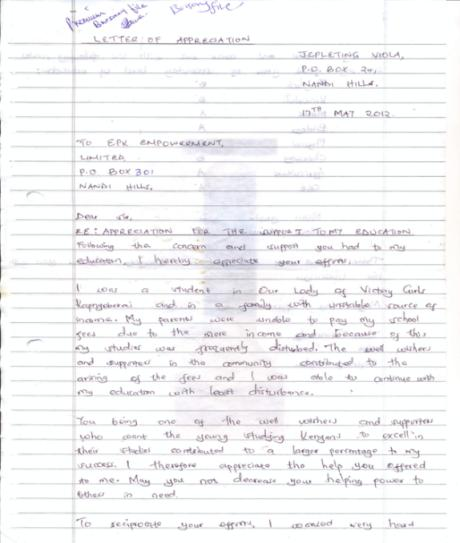 Premium
Bursary file
Bursary file
LETTER OF APPRECIATION
JEPLETING VIOLA,
P.O. BOX 20,
NANDI HILLS.
17TH MAY 2012.
TO EPK EMPOWERMENT,
LIMITED
P.O BOX 301
NANDI HILLS.
Dear Sir,
RE: APPRECIATION FOR THE SUPPORT TO MY EDUCATION.
Following the concern and support you had to my
education, I hereby appreciate your efforts.
I was a student in Our Lady of Victory Girls
Kapnyeberai and in a family with unstable source of
income. My parents were unable to pay my school
fees due to the mere income and because of this
my studies was frequently disturbed. The well wishers
and supporters in the community contributed to the
arising of the fees and I was able to continue with
my education with least disturbance.
You being one of the well wishers and supporters
who want the young studying Kenyans to excell in
their studies contributed to a larger percentage to my
success. I therefore appreciate the help you offered
to me. May you not decrease your helping power to
others in need.
To reciprocate your efforts, I worked very hard